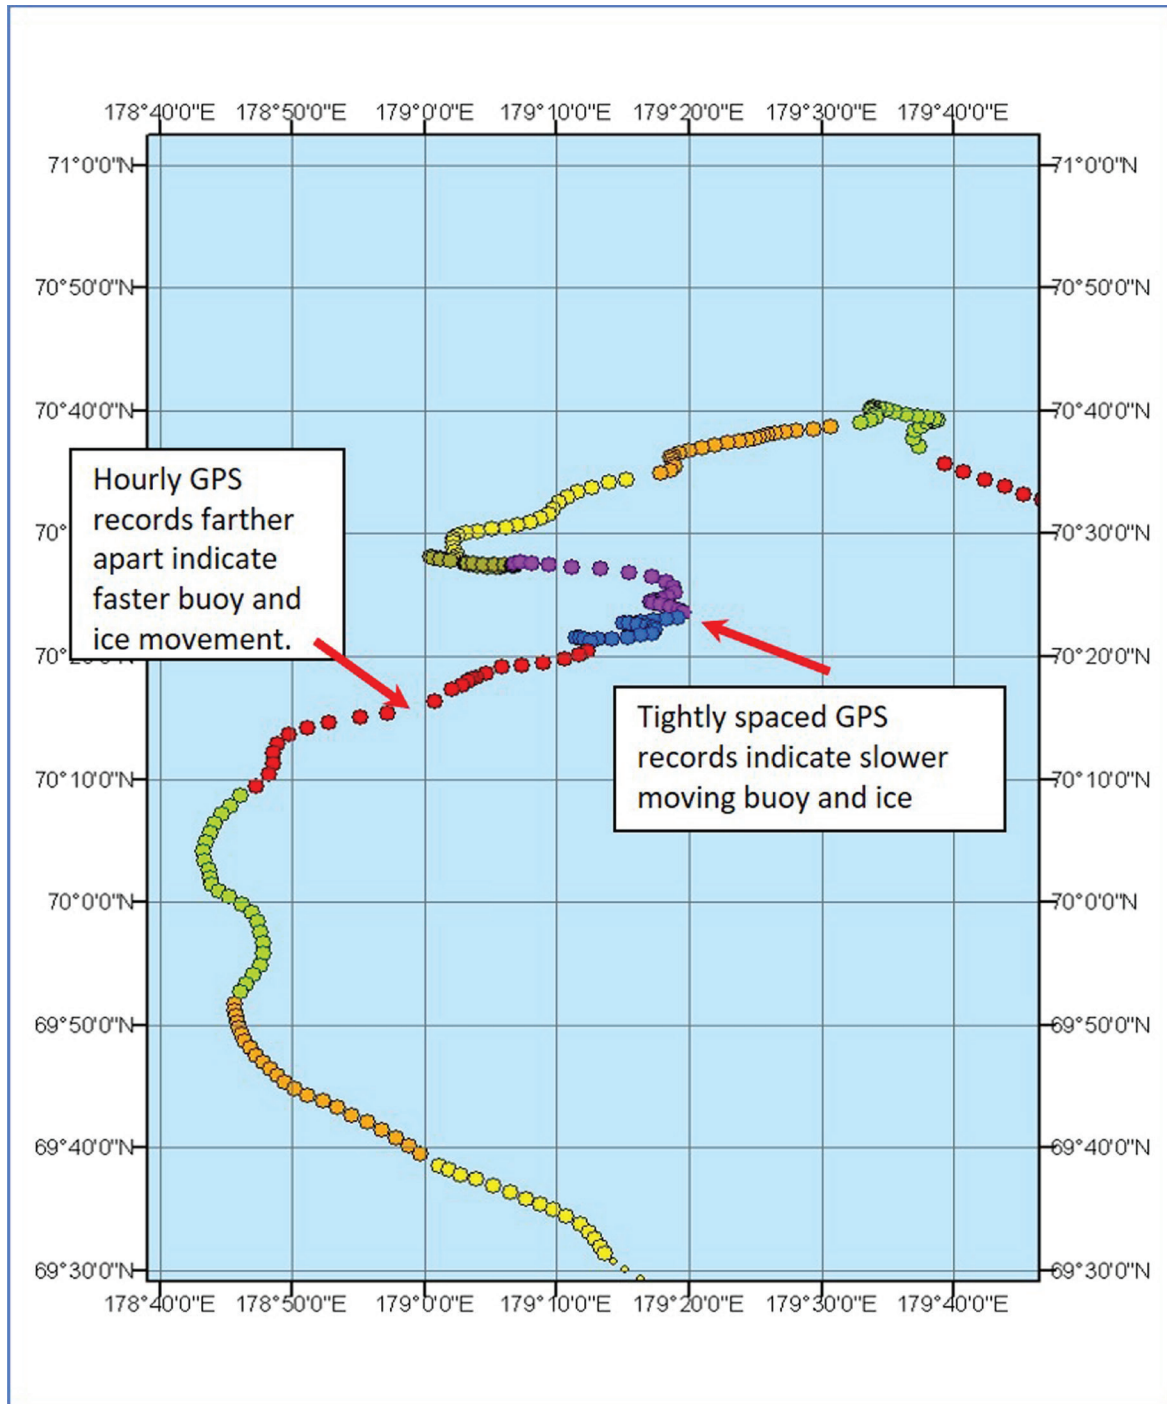 178°40'0"E 178°50'0"E 179°0'0"E 179°10'0"E 179°20'0"E 179°30'0"E 179°40'0"E
71°0'0"N 71°0'0"N
70°50'0"N 70°50'0"N
70°40'0"N 70°40'0"N
Hourly GPS
records farther
apart indicate
faster buoy and
ice movement.
70° 70°30'0"N
70°20'0"N
Tightly spaced GPS
records indicate slower
moving buoy and ice
70°10'0"N 70°10'0"N
70°0'0"N 70°0'0"N
69°50'0"N 69°50'0"N
69°40'0"N 69°40'0"N
69°30'0"N 69°30'0"N
178°40'0"E 178°50'0"E 179°0'0"E 179°10'0"E 179°20'0"E 179°30'0"E 179°40'0"E